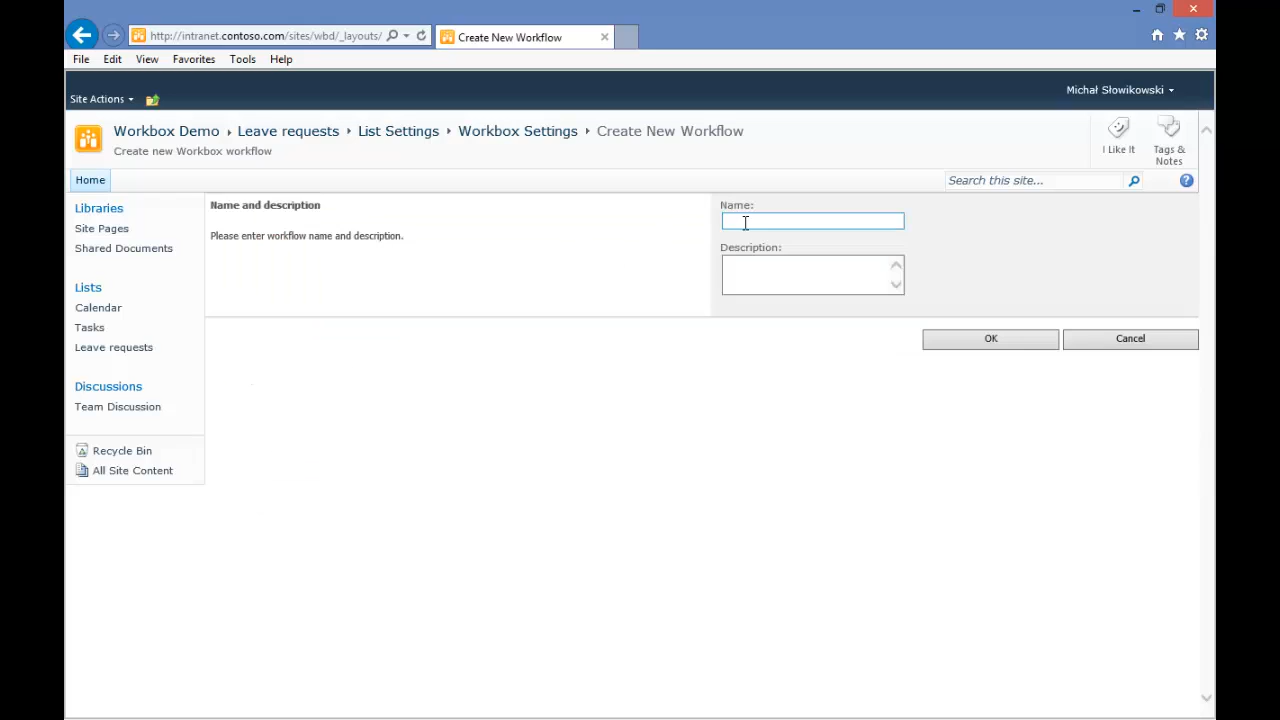 http://intranet.contoso.com/sites/wbd/_layouts/
Create New Workflow
File Edit View Favorites Tools Help
Site Actions
Michał Słowikowski
Workbox Demo Leave requests List Settings Workbox Settings Create New Workflow
Create new Workbox workflow
I Like It
Tags &
Notes
Home
Search this site...
Libraries
Site Pages
Shared Documents
Lists
Calendar
Tasks
Leave requests
Discussions
Team Discussion
Recycle Bin
All Site Content
Name and description
Please enter workflow name and description.
Name:
Description:
OK
Cancel